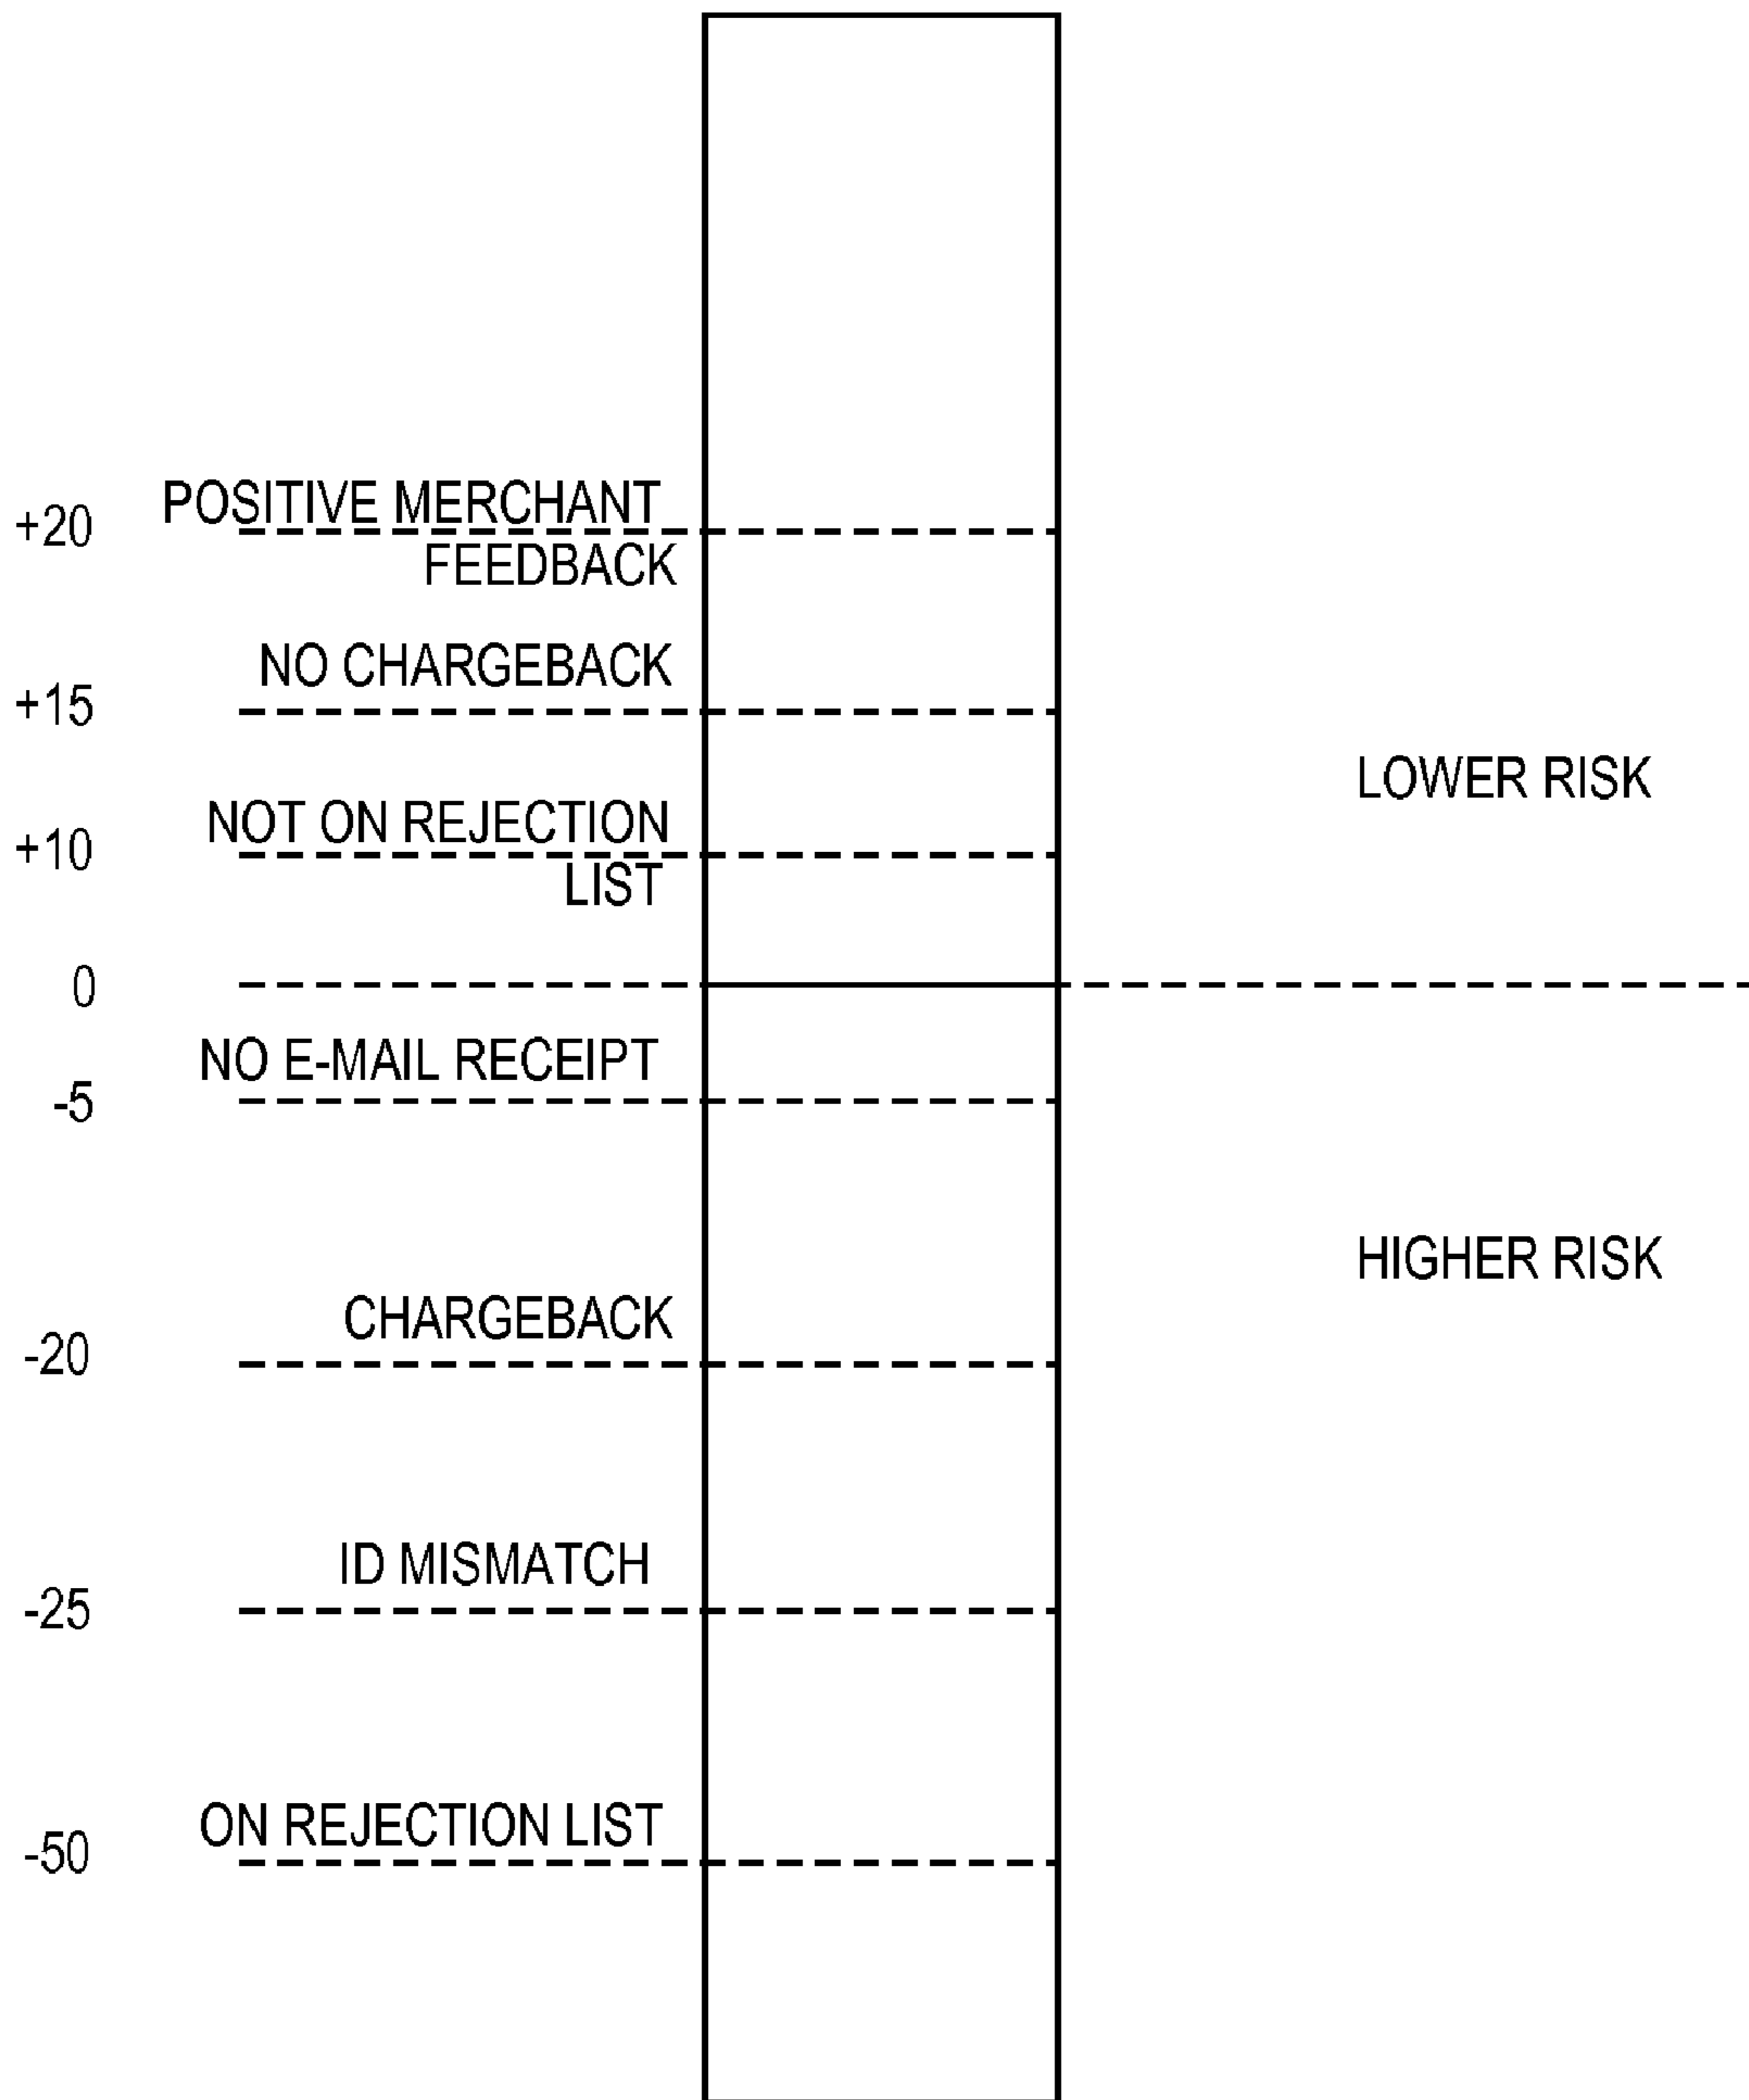 POSITIVE MERCHANT
+20
FEEDBACK
NO CHARGEBACK
+15
LOWER RISK
NOT ON REJECTION
+10
LIST
0
NO E-MAIL RECEIPT
-5
HIGHER RISK
CHARGEBACK
-20
ID MISMATCH
-25
ON REJECTION LIST
-50